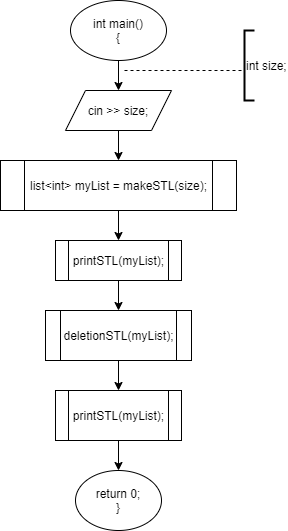 int main()
{
int size;
cin >> size;
list<int> myList = makeSTL(size);
printSTL(myList);
deletionSTL(myList);
printSTL(myList);
return 0;
}